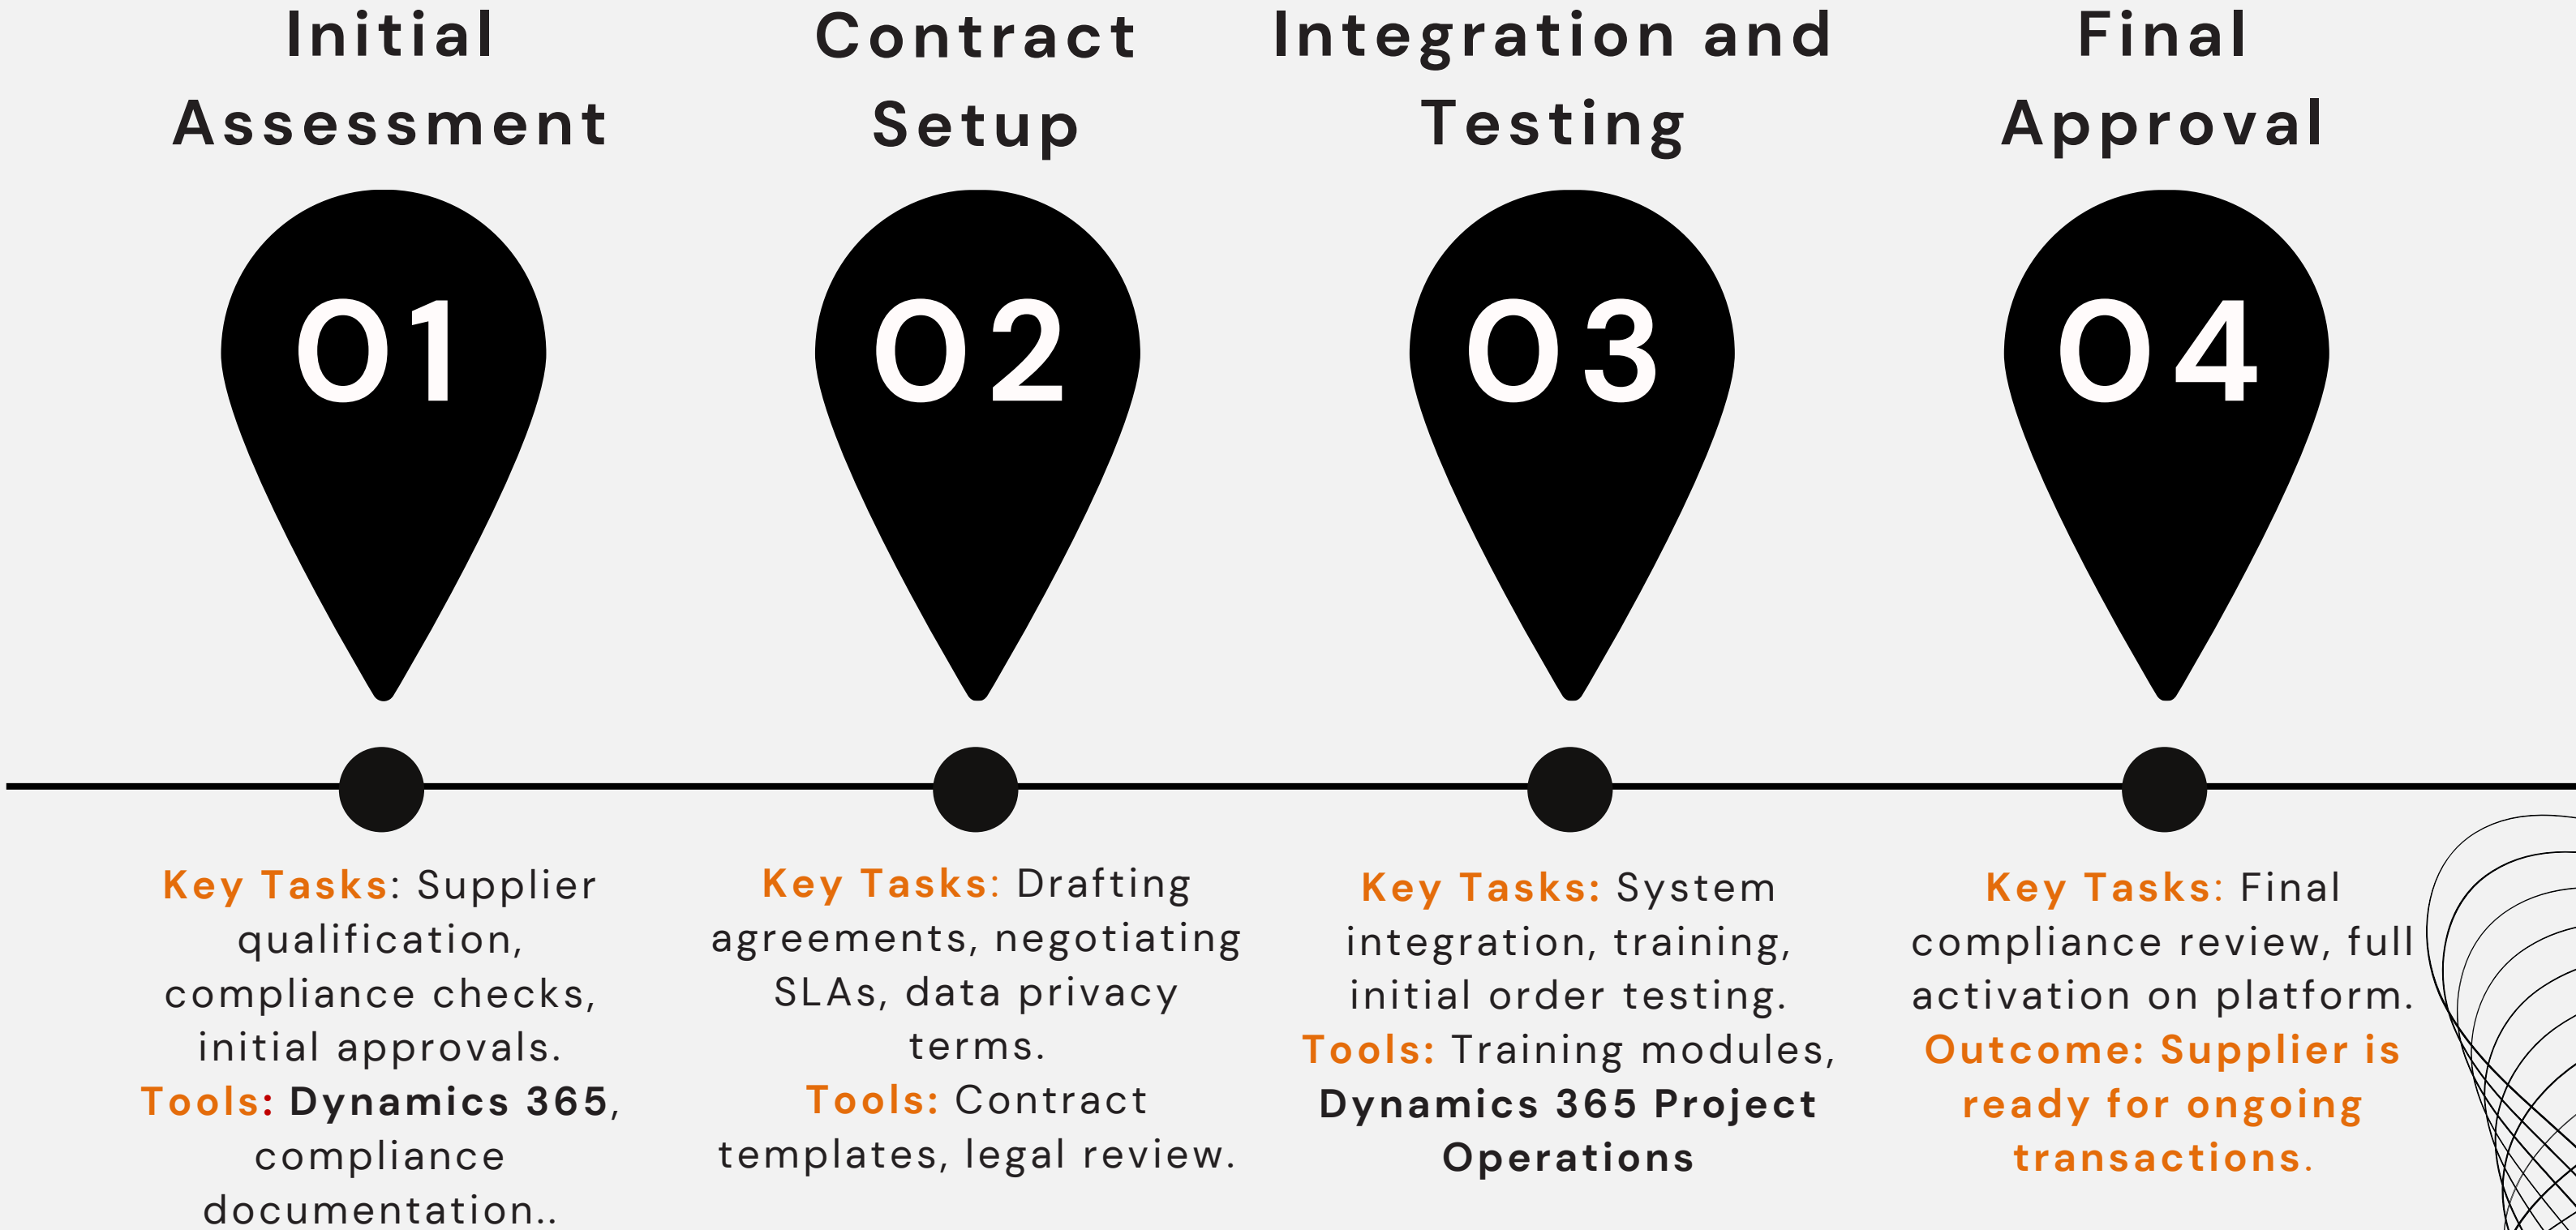 Initial
Assessment
Contract
Setup
Integration and
Testing
Final
Approval
01
02
03
04
Key Tasks: Supplier
qualification,
compliance checks,
initial approvals.
Tools: Dynamics 365,
compliance
documentation..
Key Tasks: Drafting
agreements, negotiating
SLAs, data privacy
terms.
Tools: Contract
templates, legal review.
Key Tasks: System
integration, training,
initial order testing.
Tools: Training modules,
Dynamics 365 Project
Operations
Key Tasks: Final
compliance review, full
activation on platform.
Outcome: Supplier is
ready for ongoing
transactions.